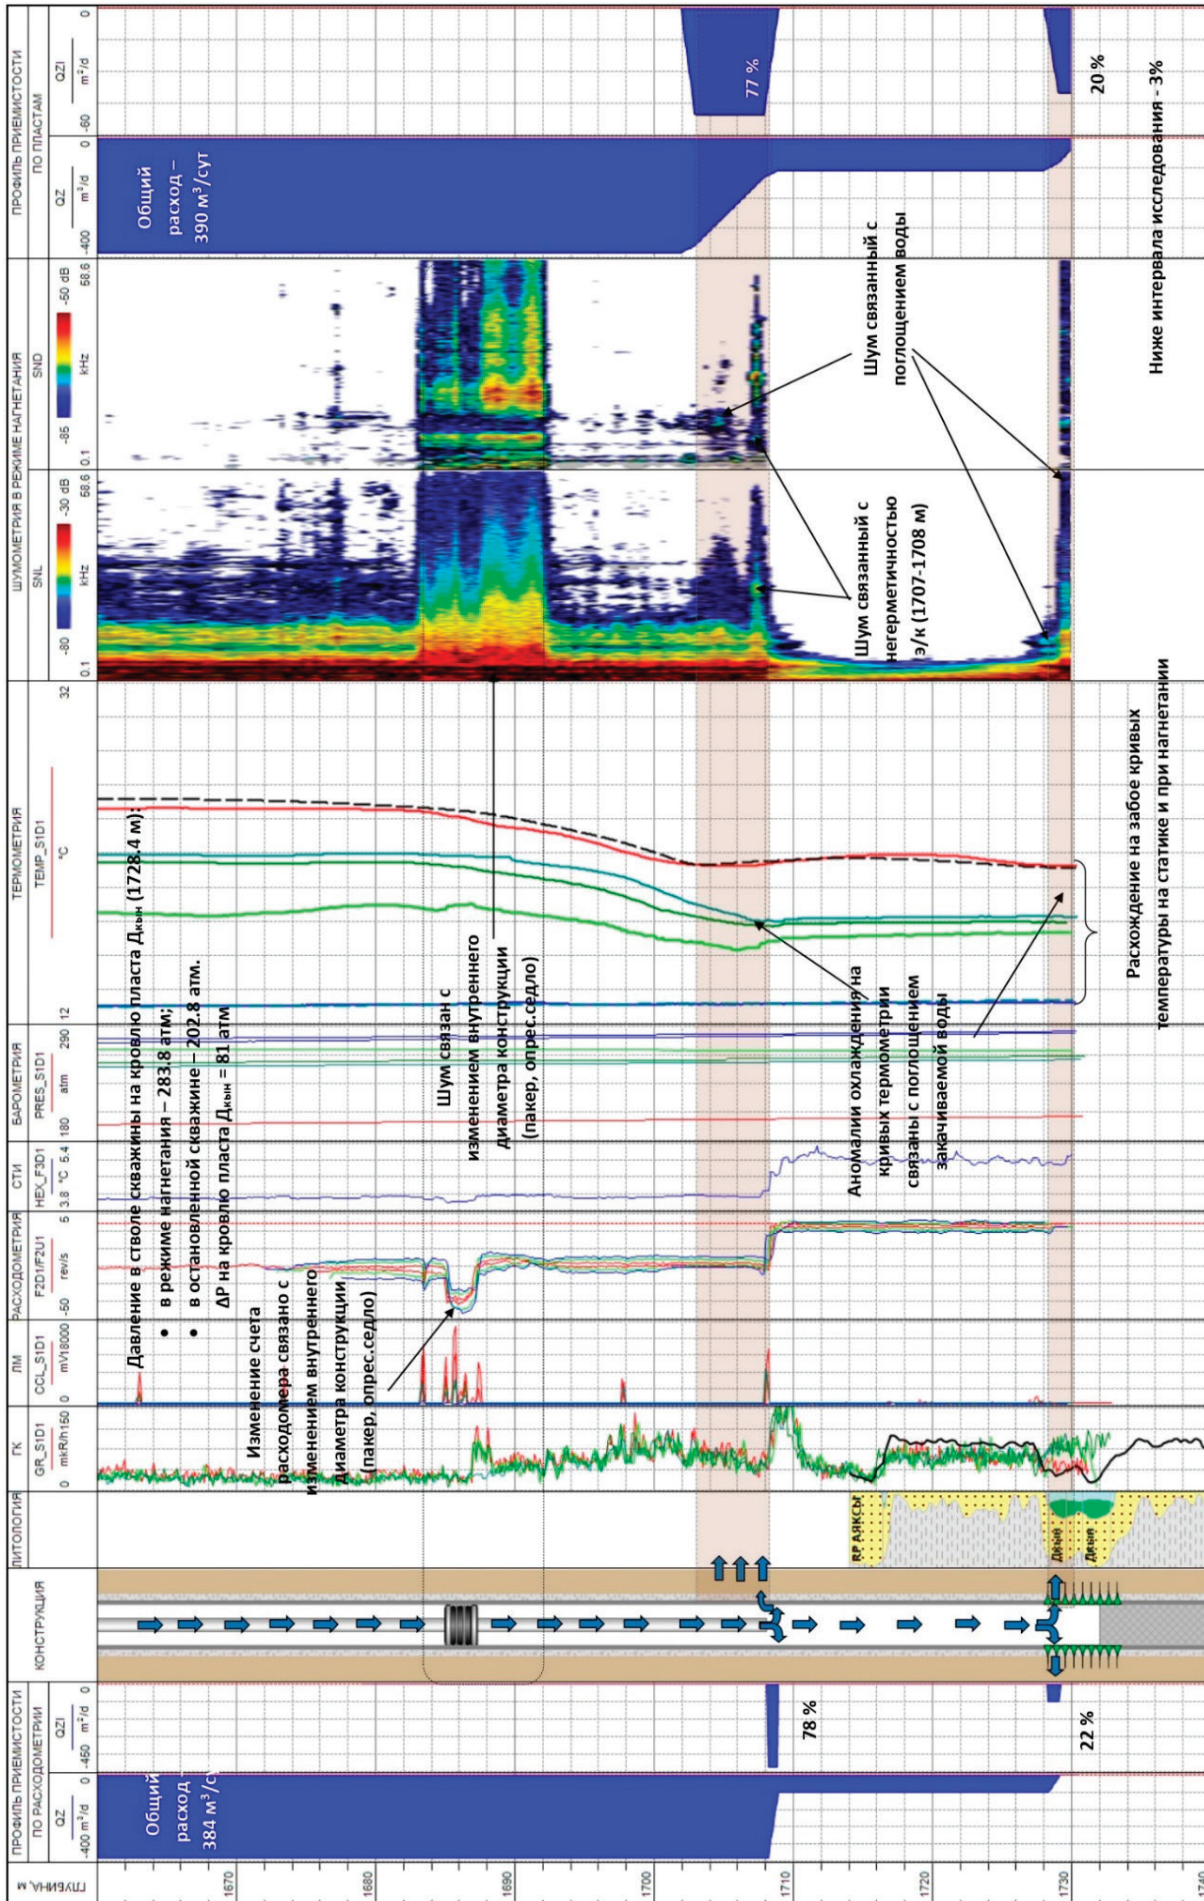 ГЛУБИНА, м
1670
1680
1690
1700
1710
1720
1730
ПРОФИЛЬ ПРИЕМИСТОСТИ
ПО РАСХОДОМЕТРИИ
QZ
-400 m³/d 0
QZI
-460 m³/d 0
Общий
расход –
384 м³/су
78 %
22 %
КОНСТРУКЦИЯ
ЛИТОЛОГИЯ
RP АЯКСЫ
Дкын
Дкын
ГК
GR_S1D1
0 mkR/h150
ЛМ
CCL_S1D1
0 mV18000
РАСХОДОМЕТРИЯ
F2D1/F2U1
-50 rev/s 6
СТИ
HEX_F3D1
3.8 °C 5.4
БАРОМЕТРИЯ
PRES_S1D1
180 atm 290
ТЕРМОМЕТРИЯ
TEMP_S1D1
12 °C 32
ШУМОМЕТРИЯ В РЕЖИМЕ НАГНЕТАНИЯ
SNL
-80 -30 dB
0.1 kHz 58.6
SND
-85 -50 dB
0.1 kHz 58.6
ПРОФИЛЬ ПРИЕМИСТОСТИ
ПО ПЛАСТАМ
QZ
-400 m³/d 0
QZI
-60 m³/d 0
Давление в стволе скважины на кровлю пласта Дкын (1728.4 м):
• в режиме нагнетания – 283.8 атм;
• в остановленной скважине – 202.8 атм.
ΔP на кровлю пласта Дкын = 81 атм
Изменение счета
расходомера связано с
изменением внутреннего
диаметра конструкции
(пакер, опрес.седло)
Шум связан с
изменением внутреннего
диаметра конструкции
(пакер, опрес.седло)
Аномалии охлаждения на
кривых термометрии
связаны с поглощением
закачиваемой воды
Расхождение на забое кривых
температуры на статике и при нагнетании
Шум связанный с
негерметичностью
э/к (1707-1708 м)
Шум связанный с
поглощением воды
Общий
расход –
390 м³/сут
77 %
20 %
Ниже интервала исследования - 3%